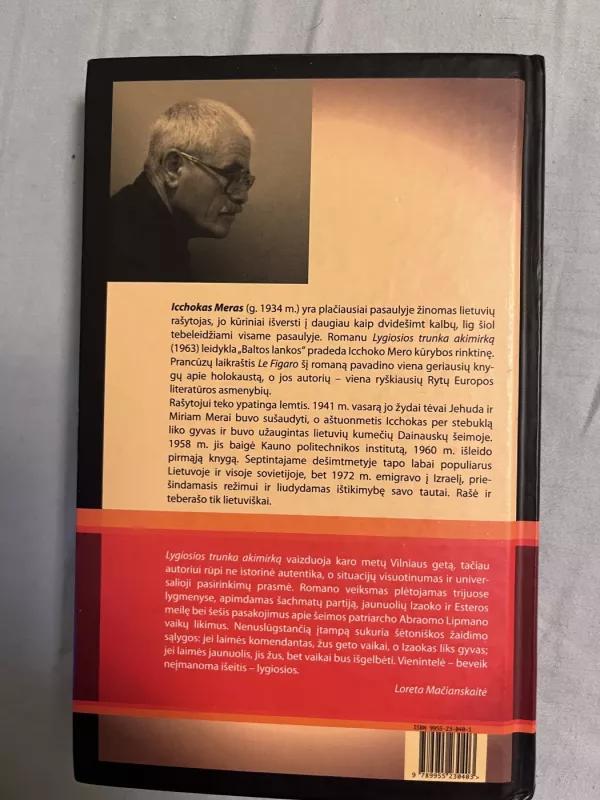 Icchokas Meras (g. 1934 m.) yra plačiausiai pasaulyje žinomas lietuvių
rašytojas, jo kūriniai išversti į daugiau kaip dvidešimt kalbų, lig šiol
tebeleidžiami visame pasaulyje. Romanu Lygiosios trunka akimirką
(1963) leidykla „Baltos lankos“ pradeda Icchoko Mero kūrybos rinktinę.
Prancūzų laikraštis Le Figaro šį romaną pavadino viena geriausių kny-
gų apie holokaustą, o jos autorių – viena ryškiausių Rytų Europos
literatūros asmenybių.
Rašytojui teko ypatinga lemtis. 1941 m. vasarą jo žydai tėvai Jehuda ir
Miriam Merai buvo sušaudyti, o aštuonmetis Icchokas per stebuklą
liko gyvas ir buvo užaugintas lietuvių kumečių Dainauskų šeimoje.
1958 m. jis baigė Kauno politechnikos institutą, 1960 m. išleido
pirmąją knygą. Septintajame dešimtmetyje tapo labai populiarus
Lietuvoje ir visoje sovietijoje, bet 1972 m. emigravo į Izraelį, prie-
šindamasis režimui ir liudydamas ištikimybę savo tautai. Rašė ir
teberašo tik lietuviškai.
Lygiosios trunka akimirką vaizduoja karo metų Vilniaus getą, tačiau
autoriui rūpi ne istorinė autentika, o situacijų visuotinumas ir univer-
salioji pasirinkimų prasmė. Romano veiksmas plėtojamas trijuose
lygmenyse, apimdamas šachmatų partiją, jaunuolių Izaoko ir Esteros
meilę bei šešis pasakojimus apie šeimos patriarcho Abraomo Lipmano
vaikų likimus. Nenuslūgstančią įtampą sukuria šėtoniškos žaidimo
sąlygos: jei laimės komendantas, žus geto vaikai, o Izaokas liks gyvas;
jei laimės jaunuolis, jis žus, bet vaikai bus išgelbėti. Vienintelė – beveik
neįmanoma išeitis – lygiosios.
Loreta Mačianskaitė
ISBN 9955-23-040-1
9 789955 230403>